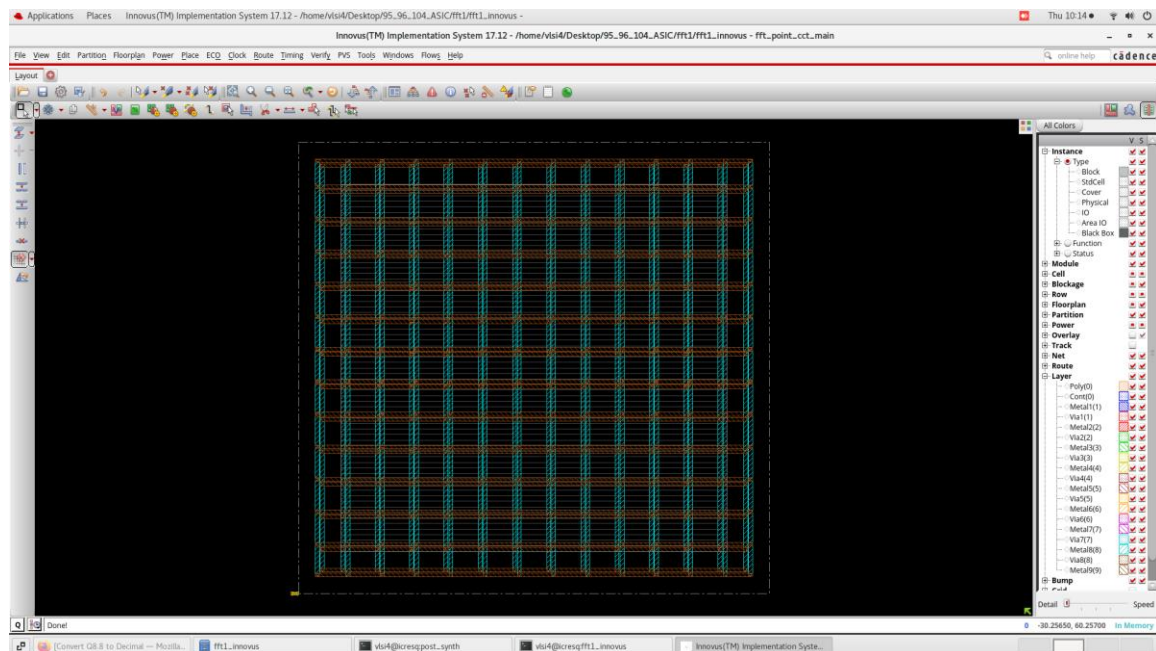 Applications Places Innovus(TM) Implementation System 17.12 - /home/vlsi4/Desktop/95_96_104_ASIC/fft1/fft1_innovus - Thu 10:14
Innovus(TM) Implementation System 17.12 - /home/vlsi4/Desktop/95_96_104_ASIC/fft1/fft1_innovus - fft_point_cct_main
File View Edit Partition Floorplan Power Place ECO Clock Route Timing Verify PVS Tools Windows Flows Help online help cādence
Layout
All Colors
V S
Instance
Type
Block
StdCell
Cover
Physical
IO
Area IO
Black Box
Function
Status
Module
Cell
Blockage
Row
Floorplan
Partition
Power
Overlay
Track
Net
Route
Layer
Poly(0)
Cont(0)
Metal1(1)
Via1(1)
Metal2(2)
Via2(2)
Metal3(3)
Via3(3)
Metal4(4)
Via4(4)
Metal5(5)
Via5(5)
Metal6(6)
Via6(6)
Metal7(7)
Via7(7)
Metal8(8)
Via8(8)
Metal9(9)
Bump
Detail Speed
Q Done! 0 -30.25650, 60.25700 In Memory
[Convert Q8.8 to Decimal — Mozilla... fft1_innovus vlsi4@icresq:post_synth vlsi4@icresq:fft1_innovus Innovus(TM) Implementation Syste...